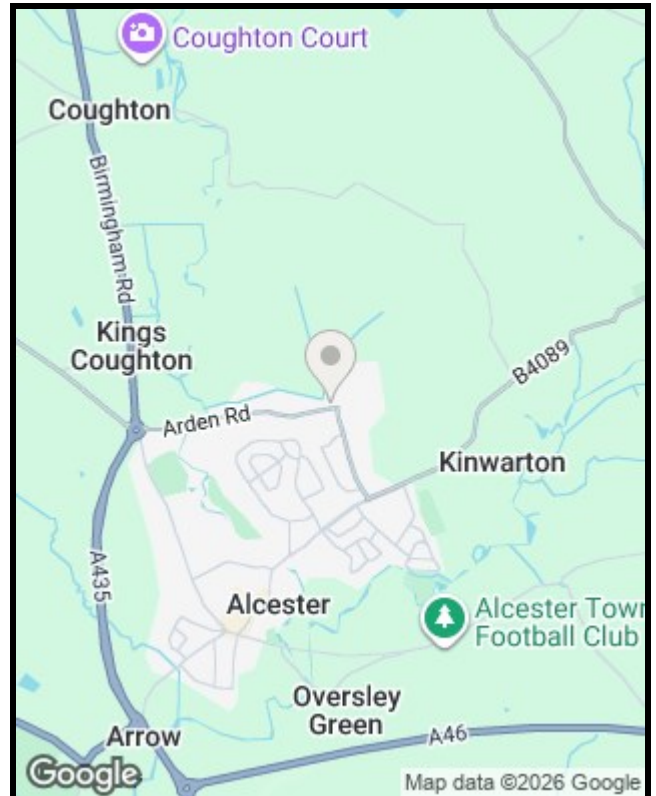 Coughton Court
Coughton
Birmingham Rd
Kings
Coughton
B4089
Arden Rd
Kinwarton
A435
Alcester
Alcester Town
Football Club
Oversley
Green
Arrow
A46
Google
Map data ©2026 Google